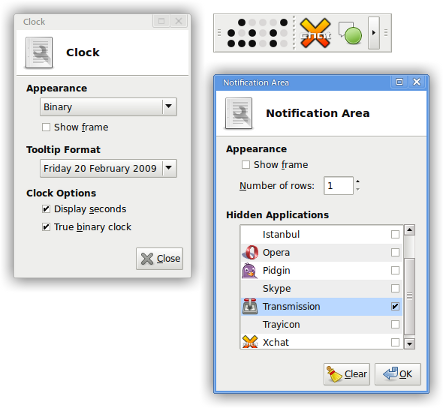 Clock
Clock
Appearance
Binary
Show frame
Tooltip Format
Friday 20 February 2009
Clock Options
Display seconds
True binary clock
Close
Notification Area
Notification Area
Appearance
Show frame
Number of rows: 1
Hidden Applications
Istanbul
Opera
Pidgin
Skype
Transmission
Trayicon
Xchat
Clear
OK